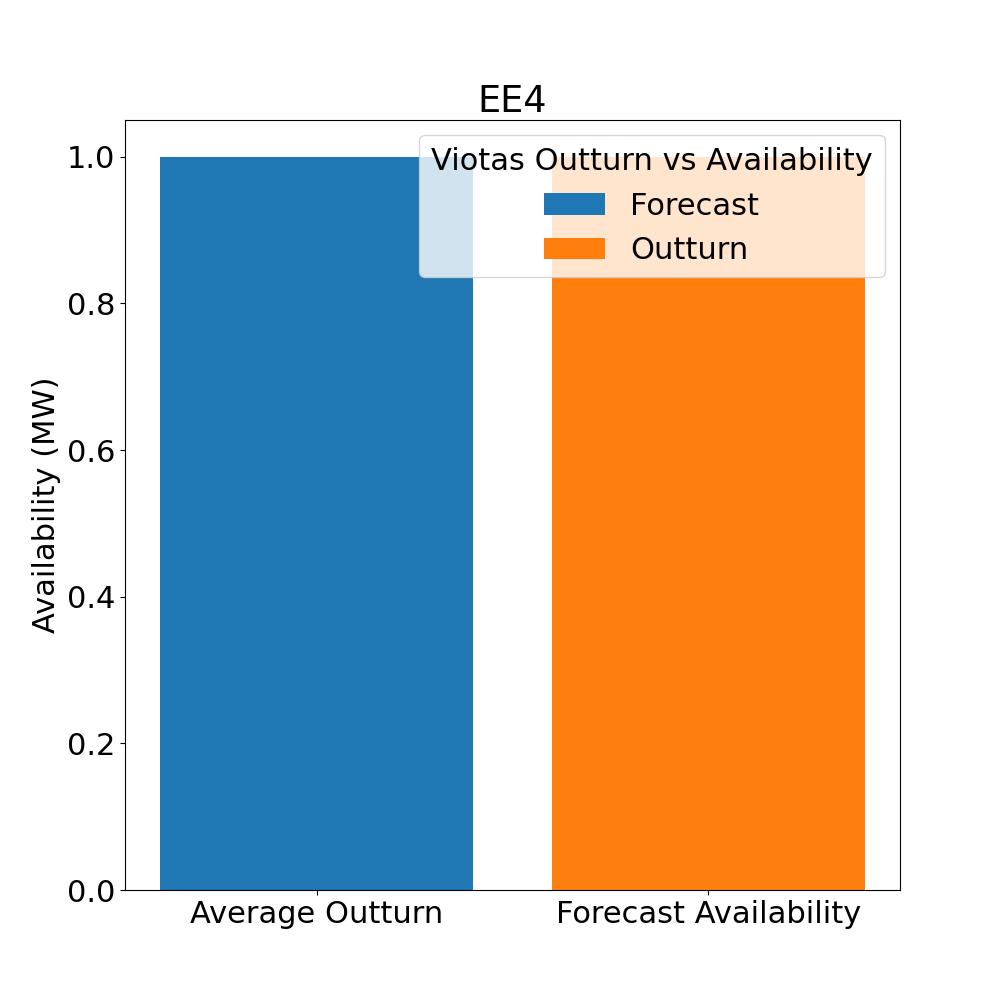 EE4
Viotas Outturn vs Availability
Forecast
Outturn
Availability (MW)
1.0
0.8
0.6
0.4
0.2
0.0
Average Outturn
Forecast Availability